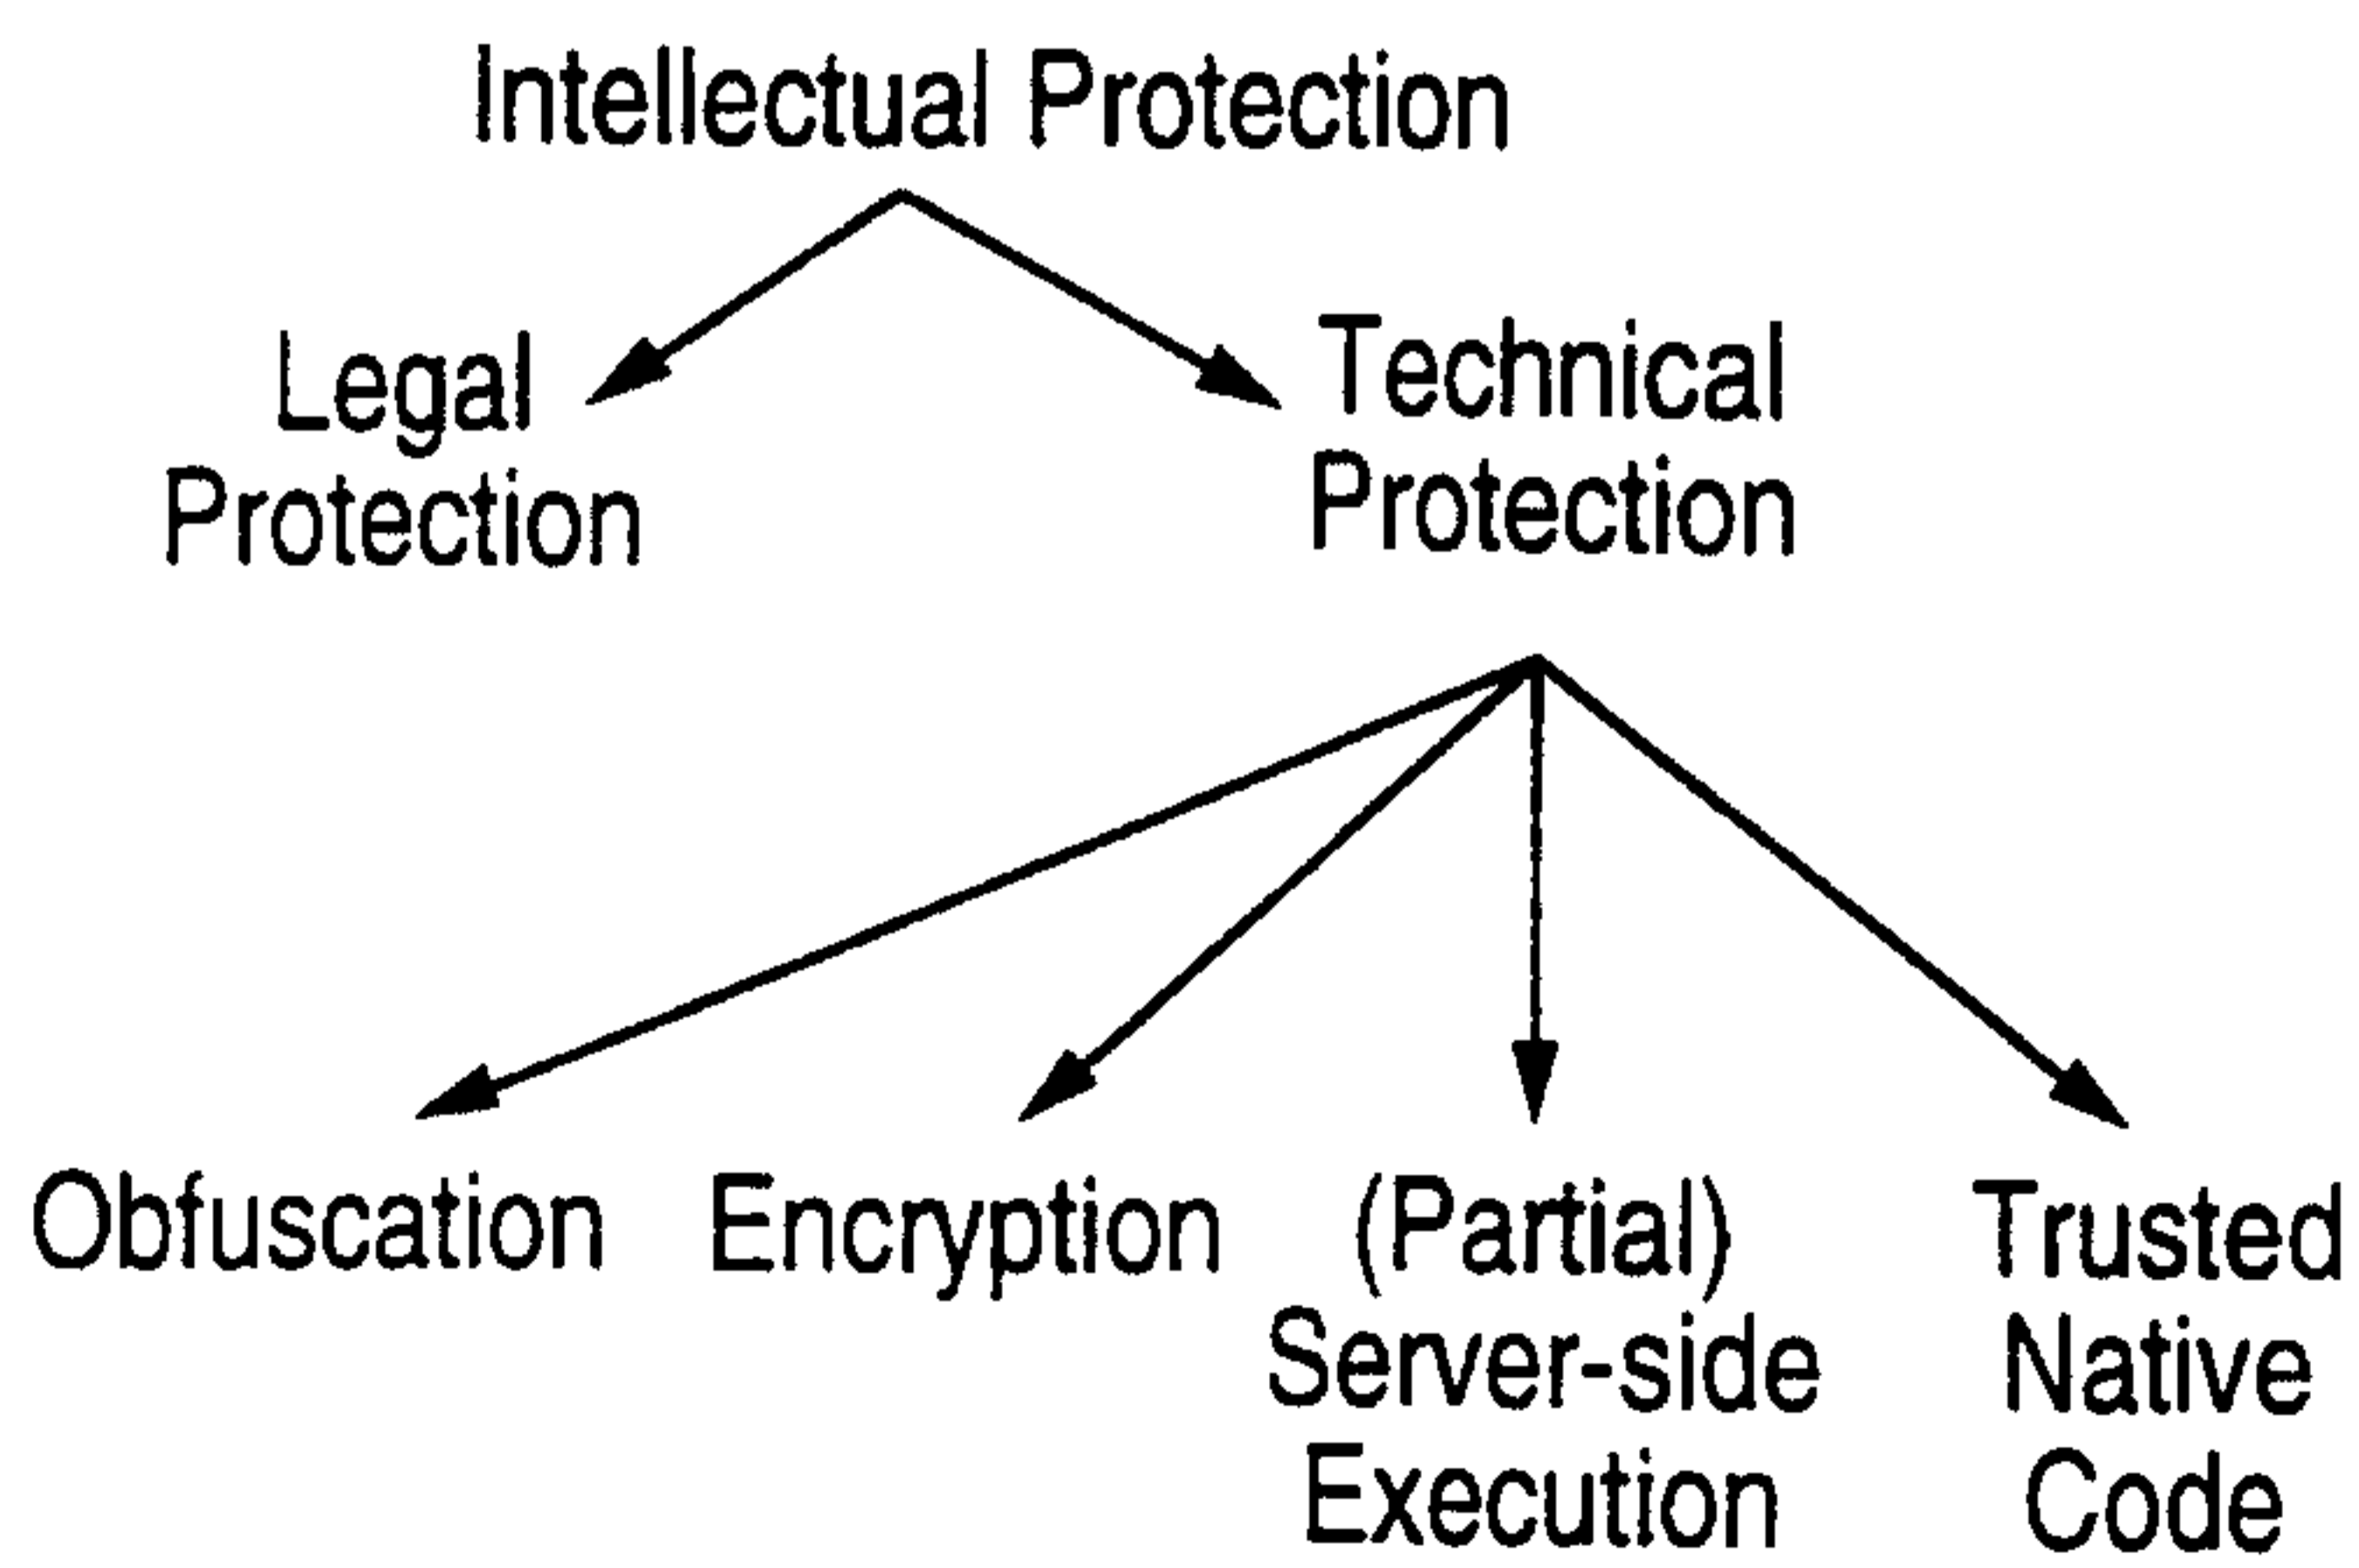 Intellectual Protection
Legal
Protection
Technical
Protection
Obfuscation
Encryption
(Partial)
Server-side
Execution
Trusted
Native
Code